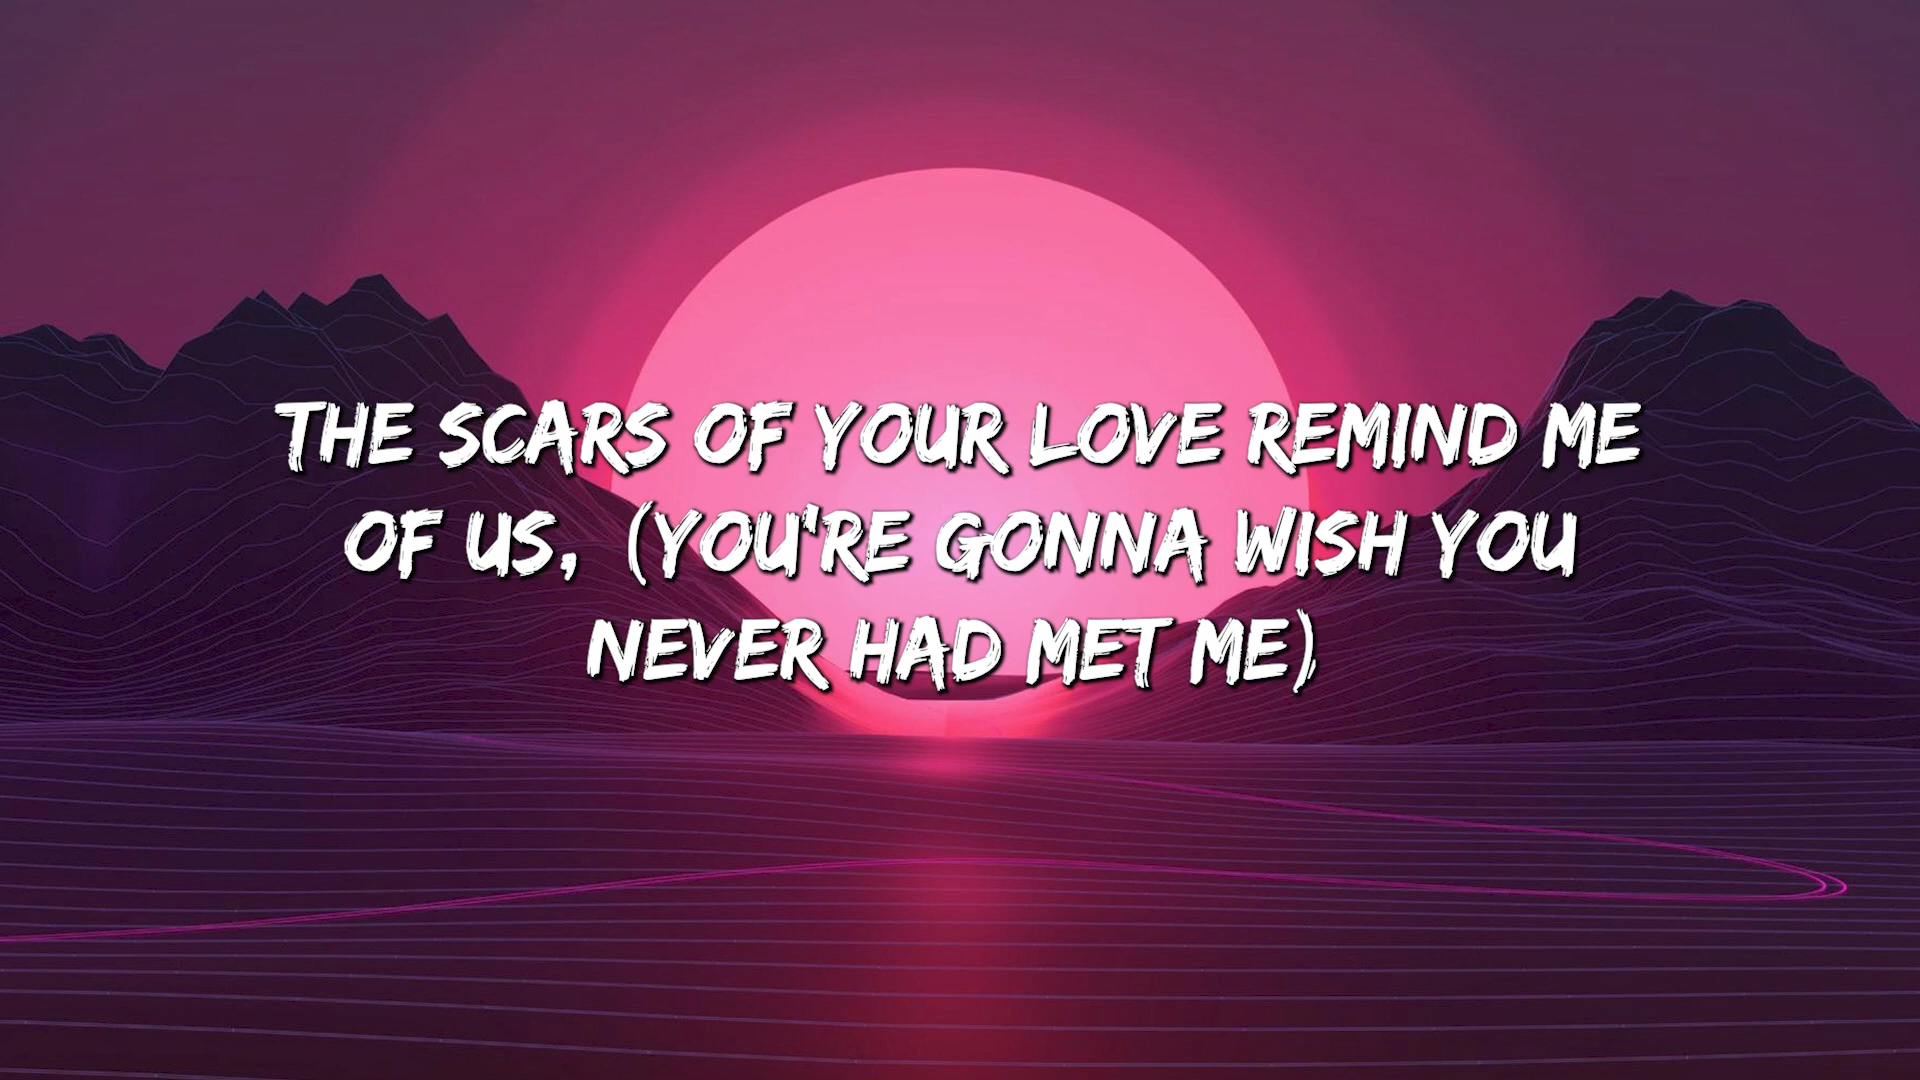 THE SCARS OF YOUR LOVE REMIND ME
OF US, (YOU'RE GONNA WISH YOU
NEVER HAD MET ME)